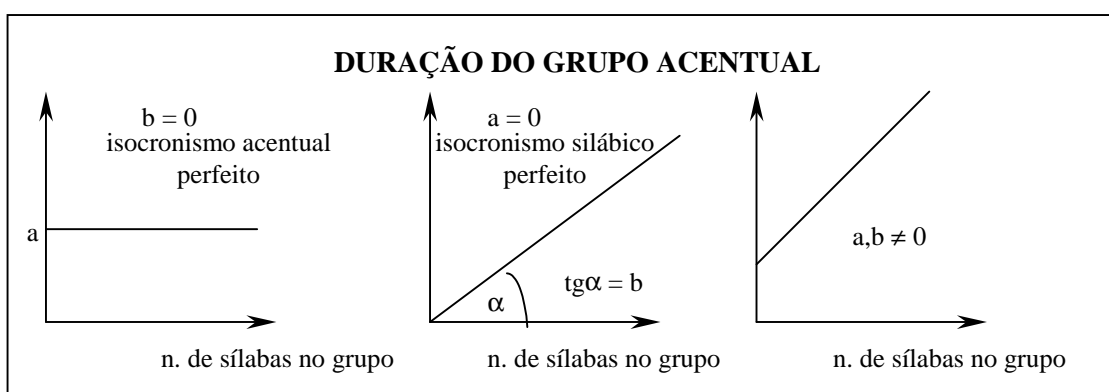 DURAÇÃO DO GRUPO ACENTUAL
b = 0
isocronismo acentual
perfeito
a
n. de sílabas no grupo
a = 0
isocronismo silábico
perfeito
tgα = b
α
n. de sílabas no grupo
a,b ≠ 0
n. de sílabas no grupo